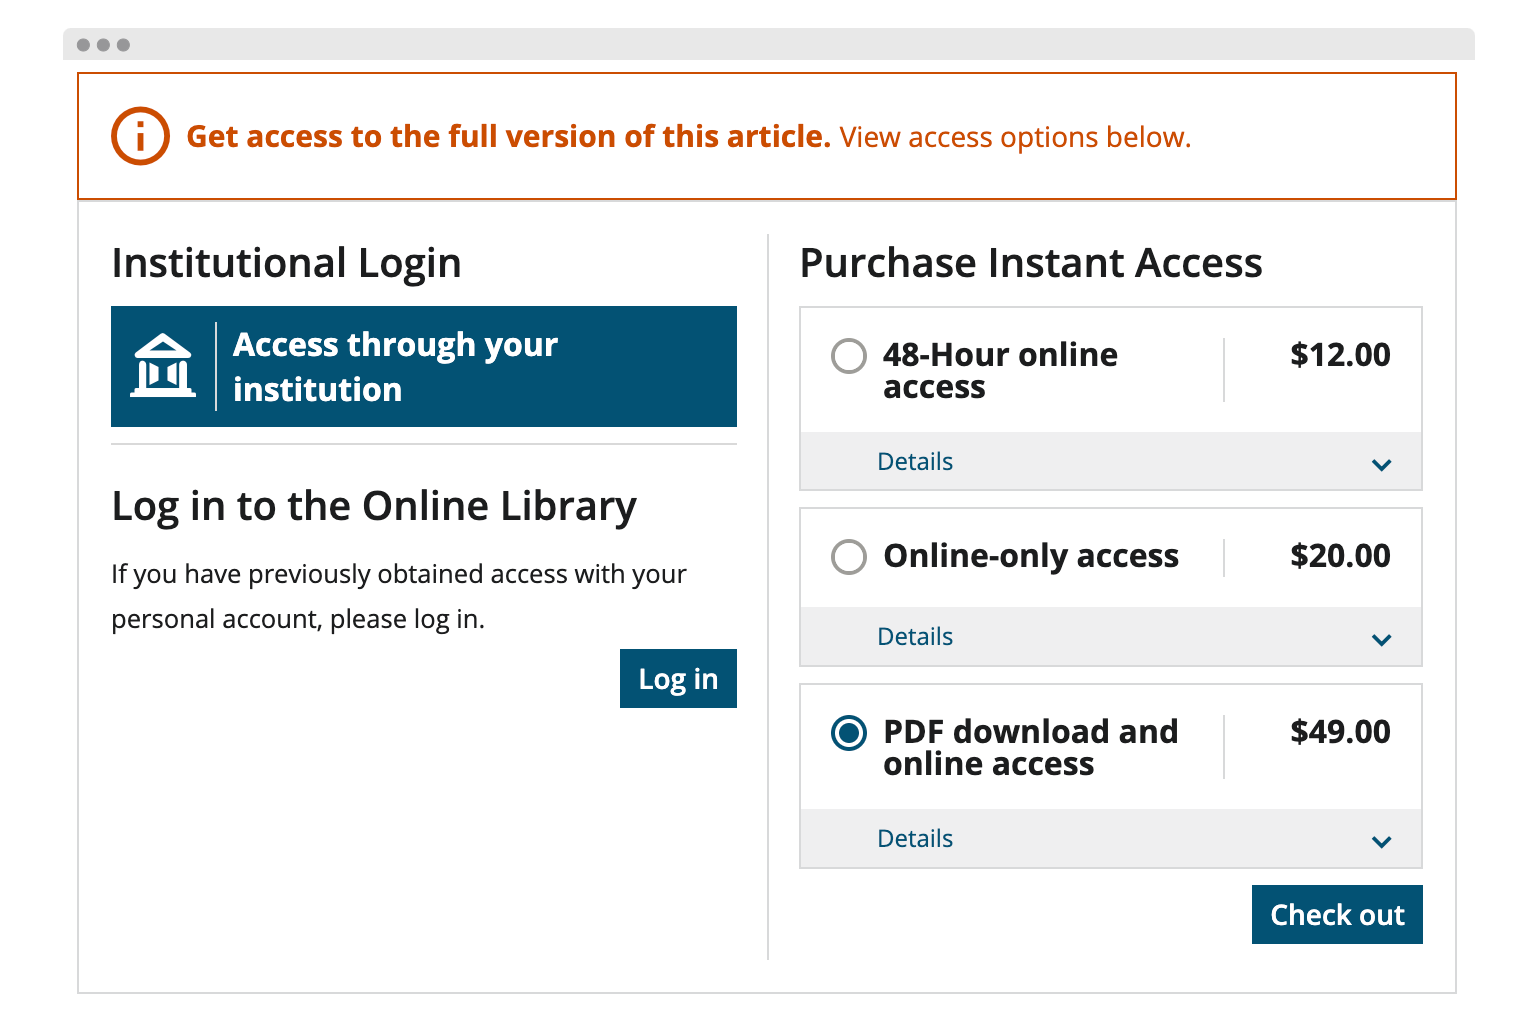 Get access to the full version of this article. View access options below.
Institutional Login
Access through your
institution
Log in to the Online Library
If you have previously obtained access with your
personal account, please log in.
Log in
Purchase Instant Access
48-Hour online
access
$12.00
Details
Online-only access
$20.00
Details
PDF download and
online access
$49.00
Details
Check out